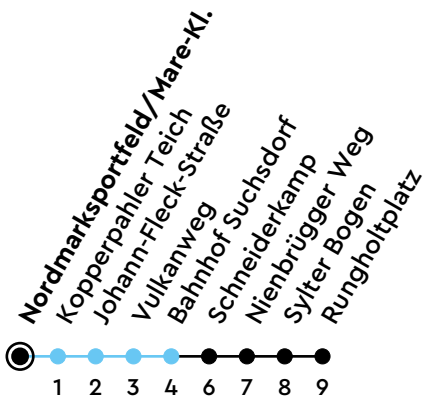 Nordmarksportfeld/Mare-Kl.
Kopperpahler Teich
Johann-Fleck-Straße
Vulkanweg
Bahnhof Suchsdorf
Schneiderkamp
Nienbrügger Weg
Sylter Bogen
Rungholtplatz
1 2 3 4 6 7 8 9